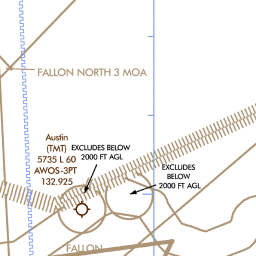 FALLON NORTH 3 MOA
Austin
(TMT)
5735 L 60
AWOS-3PT
132.925
EXCLUDES BELOW
2000 FT AGL
EXCLUDES
BELOW
2000 FT AGL
FALLON